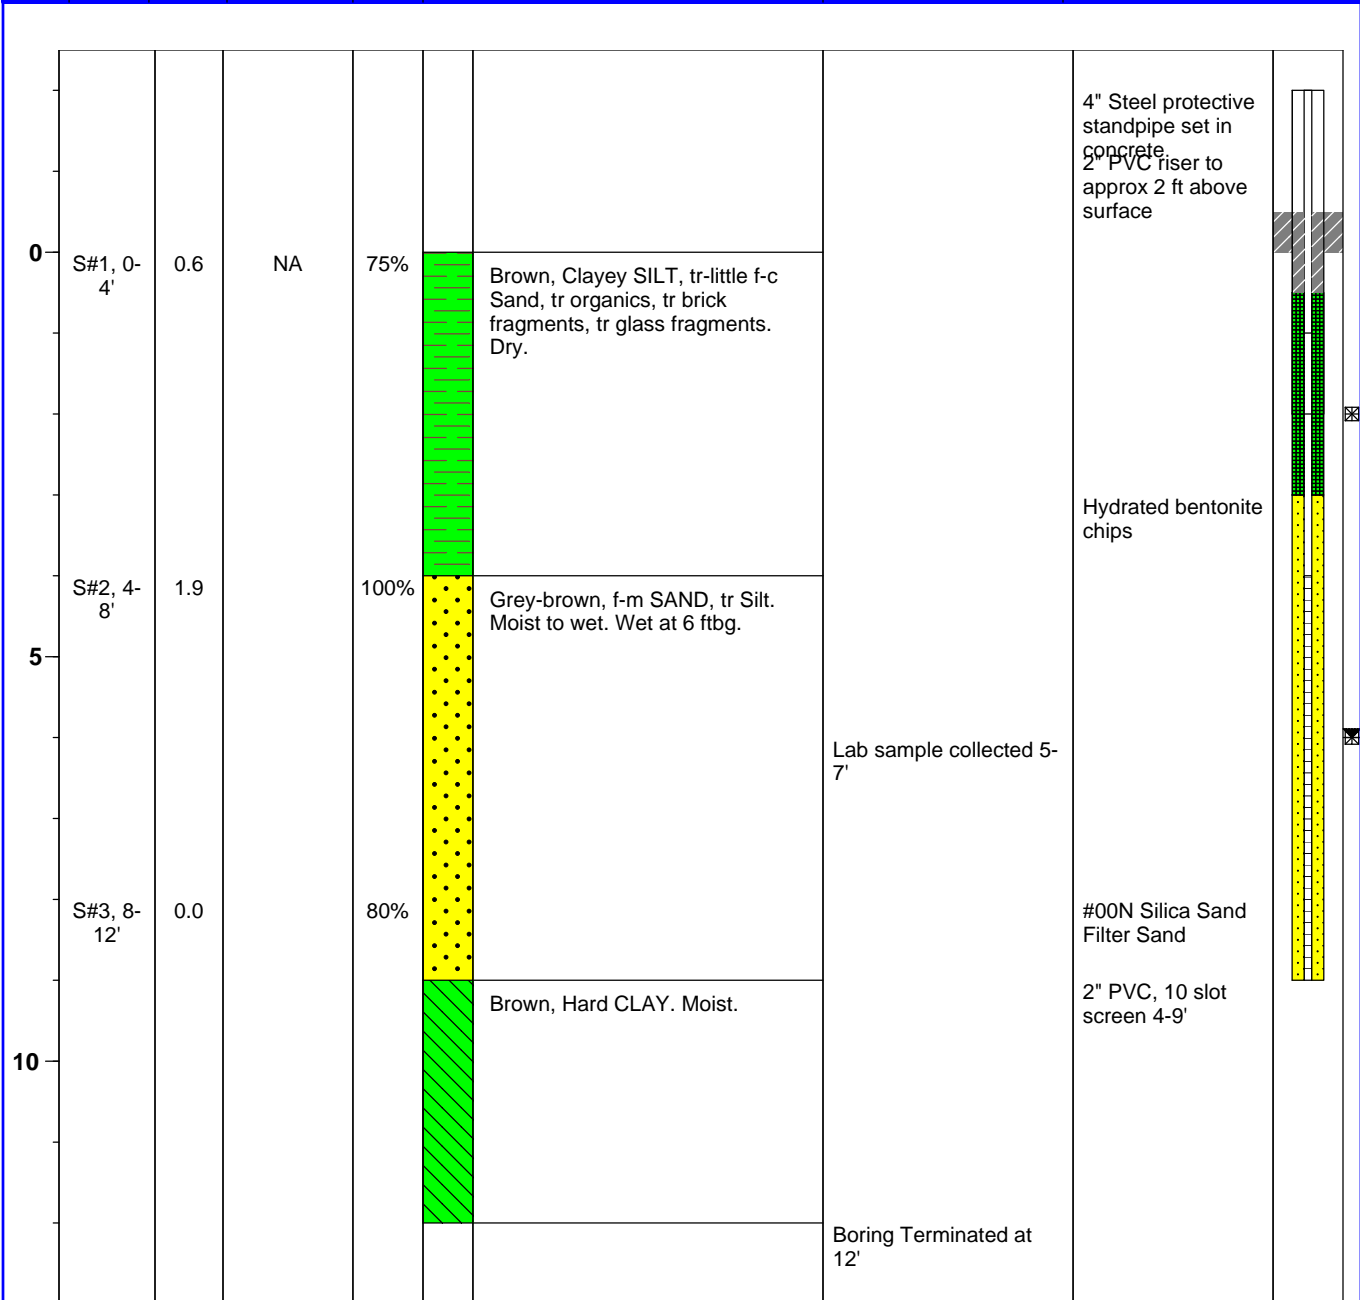 4" Steel protective
standpipe set in
concrete
2" PVC riser to
approx 2 ft above
surface
0
S#1, 0-
4'
0.6
NA
75%
Brown, Clayey SILT, tr-little f-c
Sand, tr organics, tr brick
fragments, tr glass fragments.
Dry.
Hydrated bentonite
chips
S#2, 4-
8'
1.9
100%
Grey-brown, f-m SAND, tr Silt.
Moist to wet. Wet at 6 ftbg.
5
Lab sample collected 5-
7'
S#3, 8-
12'
0.0
80%
#00N Silica Sand
Filter Sand
2" PVC, 10 slot
screen 4-9'
Brown, Hard CLAY. Moist.
10
Boring Terminated at
12'